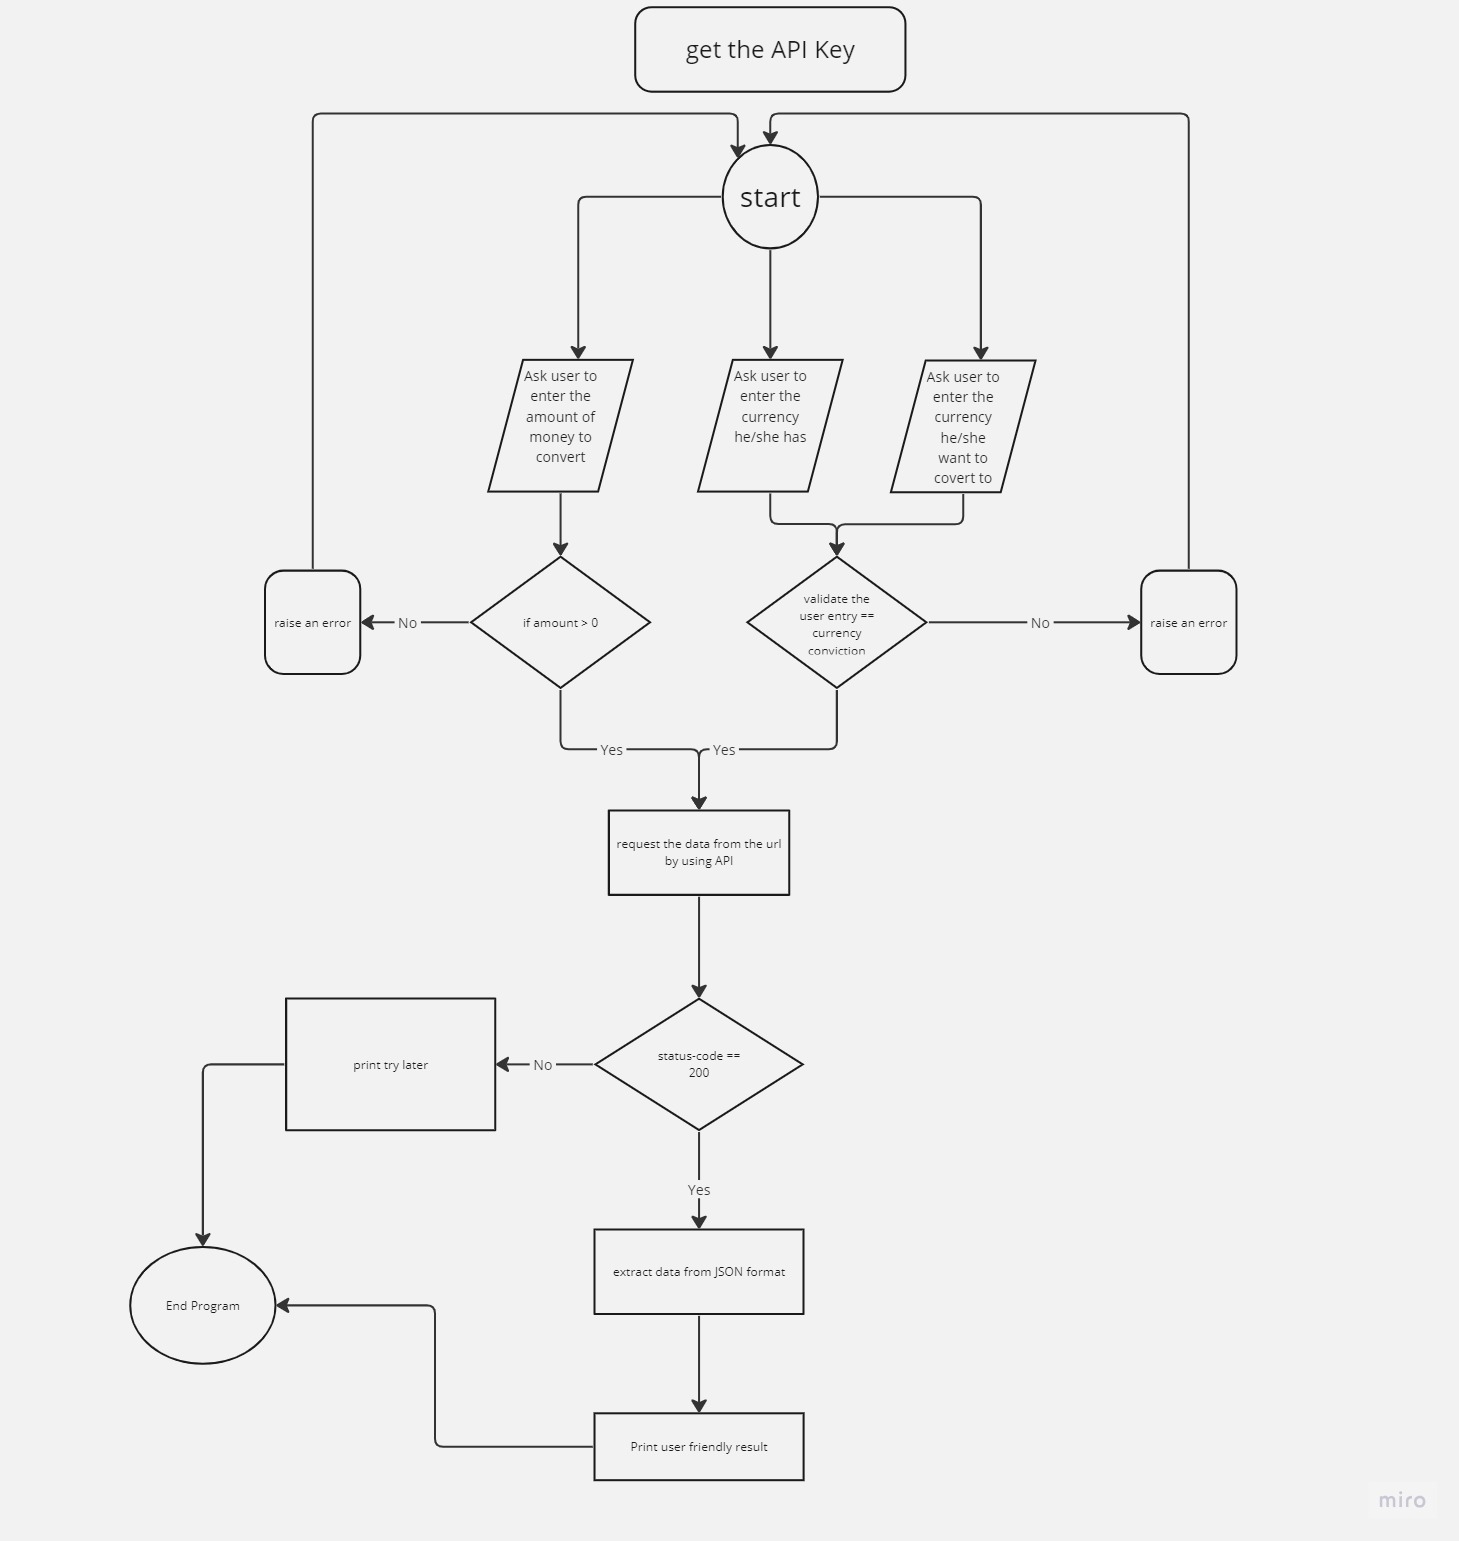 get the API Key
start
Ask user to
enter the
amount of
money to
convert
Ask user to
enter the
currency
he/she has
Ask user to
enter the
currency
he/she
want to
covert to
raise an error
No
if amount > 0
validate the
user entry ==
currency
conviction
No
raise an error
Yes
Yes
request the data from the url
by using API
print try later
No
status-code ==
200
Yes
extract data from JSON format
End Program
Print user friendly result
miro